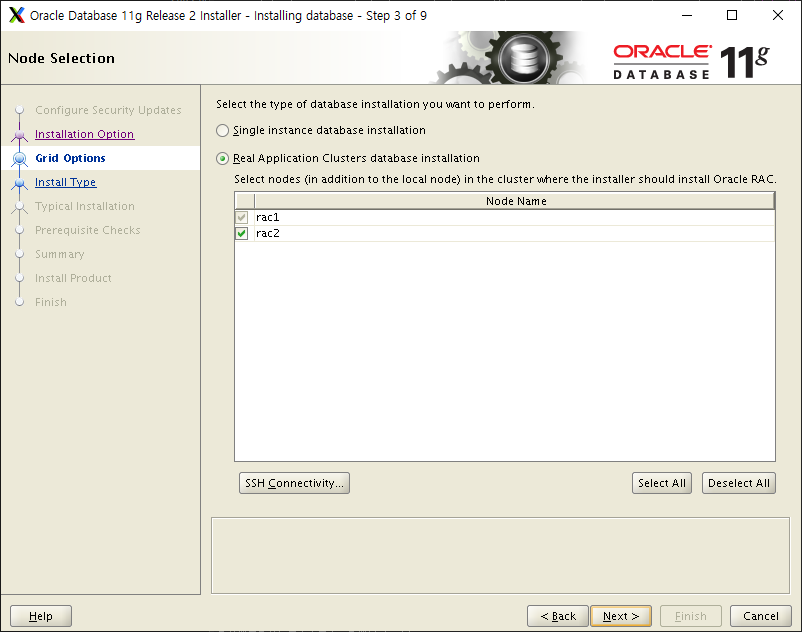 Oracle Database 11g Release 2 Installer - Installing database - Step 3 of 9
Node Selection
ORACLE
DATABASE
11g
Configure Security Updates
Installation Option
Grid Options
Install Type
Typical Installation
Prerequisite Checks
Summary
Install Product
Finish
Select the type of database installation you want to perform.
Single instance database installation
Real Application Clusters database installation
Select nodes (in addition to the local node) in the cluster where the installer should install Oracle RAC.
Node Name
rac1
rac2
SSH Connectivity...
Select All
Deselect All
Help
< Back
Next >
Finish
Cancel